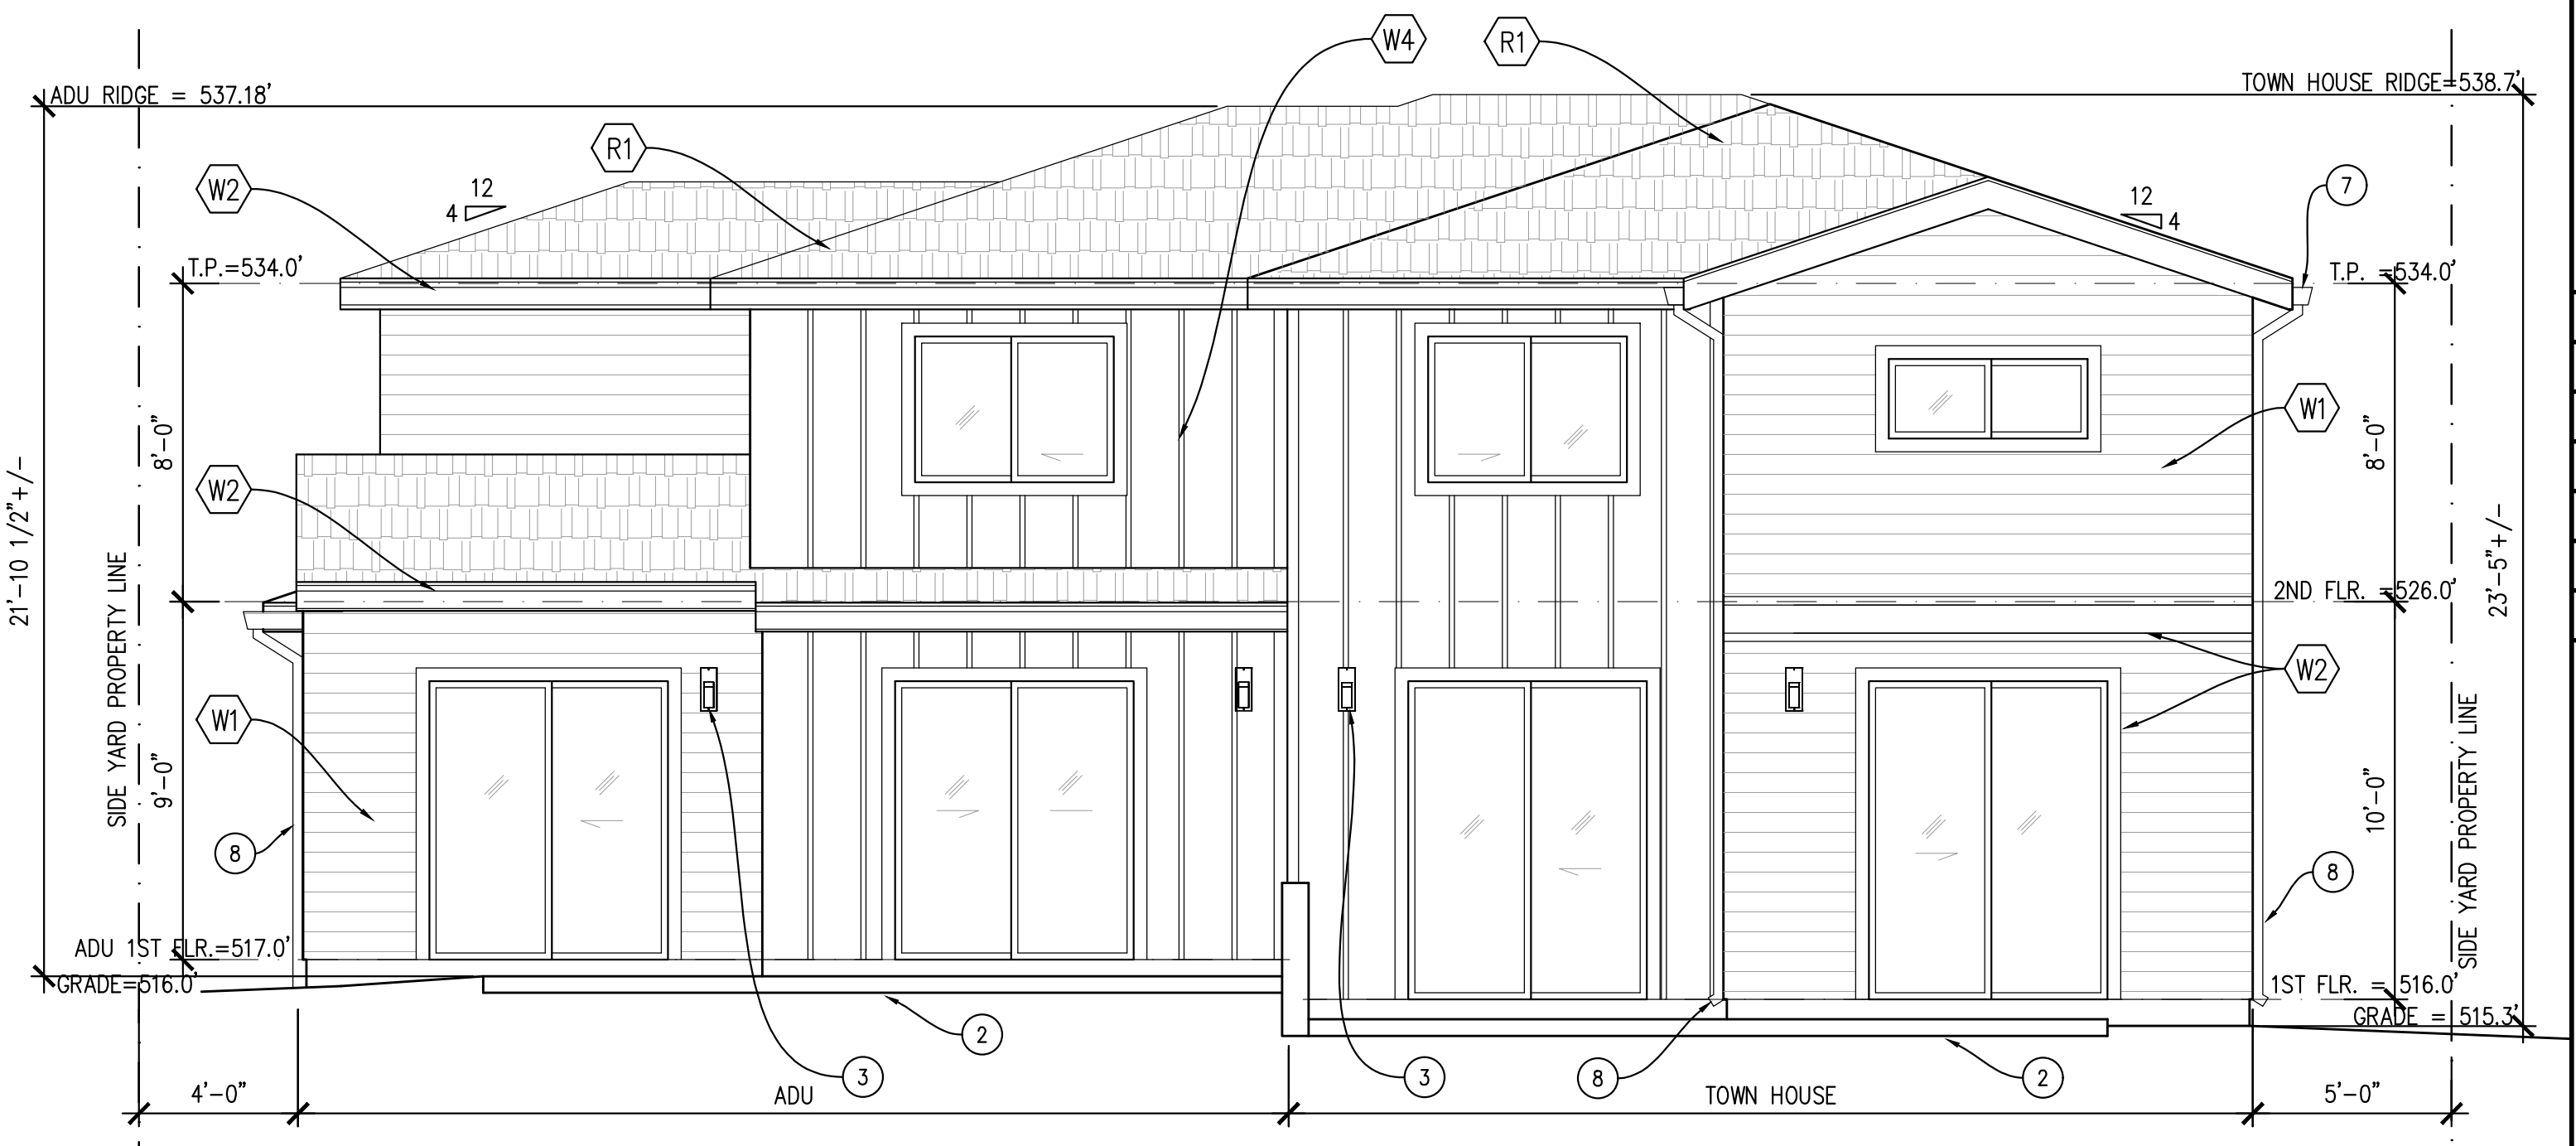 W4
R1
ADU RIDGE = 537.18'
TOWN HOUSE RIDGE=538.7'
R1
W2
12
4
12
4
7
T.P.=534.0'
T.P. =534.0'
W1
8'-0"
8'-0"
W2
21'-10 1/2"+/-
23'-5"+/-
2ND FLR. =526.0'
SIDE YARD PROPERTY LINE
W2
W1
9'-0"
10'-0"
SIDE YARD PROPERTY LINE
8
8
ADU 1ST FLR.=517.0'
GRADE=516.0'
1ST FLR. = 516.0'
GRADE = 515.3'
2
3
3
8
2
4'-0"
ADU
TOWN HOUSE
5'-0"